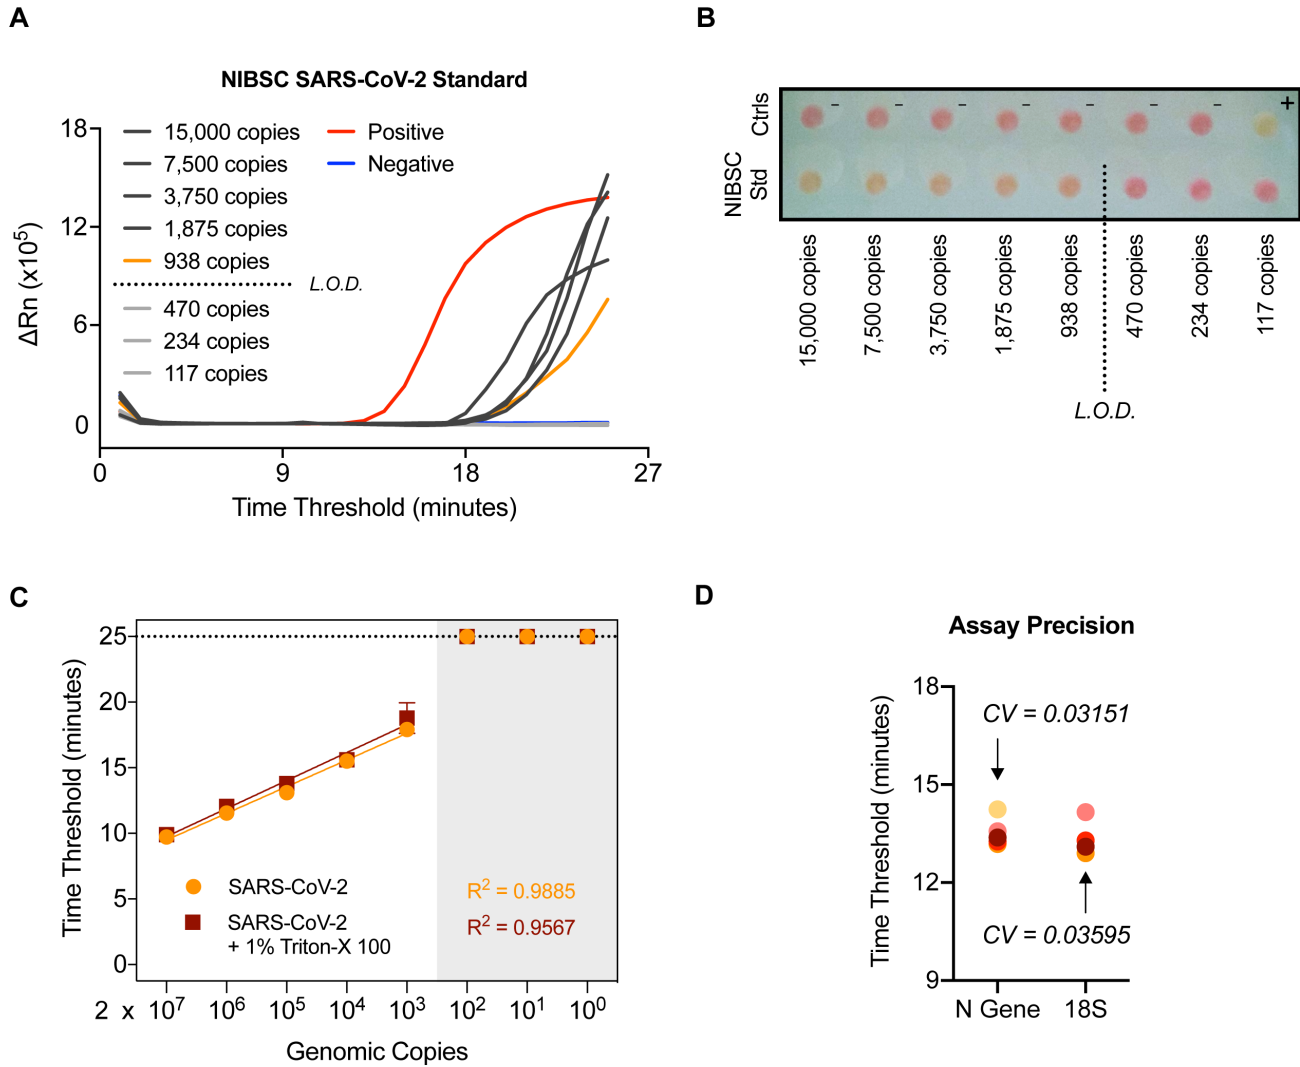 A
NIBSC SARS-CoV-2 Standard
18
12
6
0
ΔRn (x10⁵)
15,000 copies
7,500 copies
3,750 copies
1,875 copies
938 copies
L.O.D.
470 copies
234 copies
117 copies
Positive
Negative
0 9 18 27
Time Threshold (minutes)
B
Ctrls
NIBSC
Std
- - - - - - - +
15,000 copies
7,500 copies
3,750 copies
1,875 copies
938 copies
470 copies
234 copies
117 copies
L.O.D.
C
25
20
15
10
5
0
Time Threshold (minutes)
SARS-CoV-2
SARS-CoV-2
+ 1% Triton-X 100
R² = 0.9885
R² = 0.9567
2 x 10⁷ 10⁶ 10⁵ 10⁴ 10³ 10² 10¹ 10⁰
Genomic Copies
D
Assay Precision
18
15
12
9
Time Threshold (minutes)
CV = 0.03151
CV = 0.03595
N Gene 18S